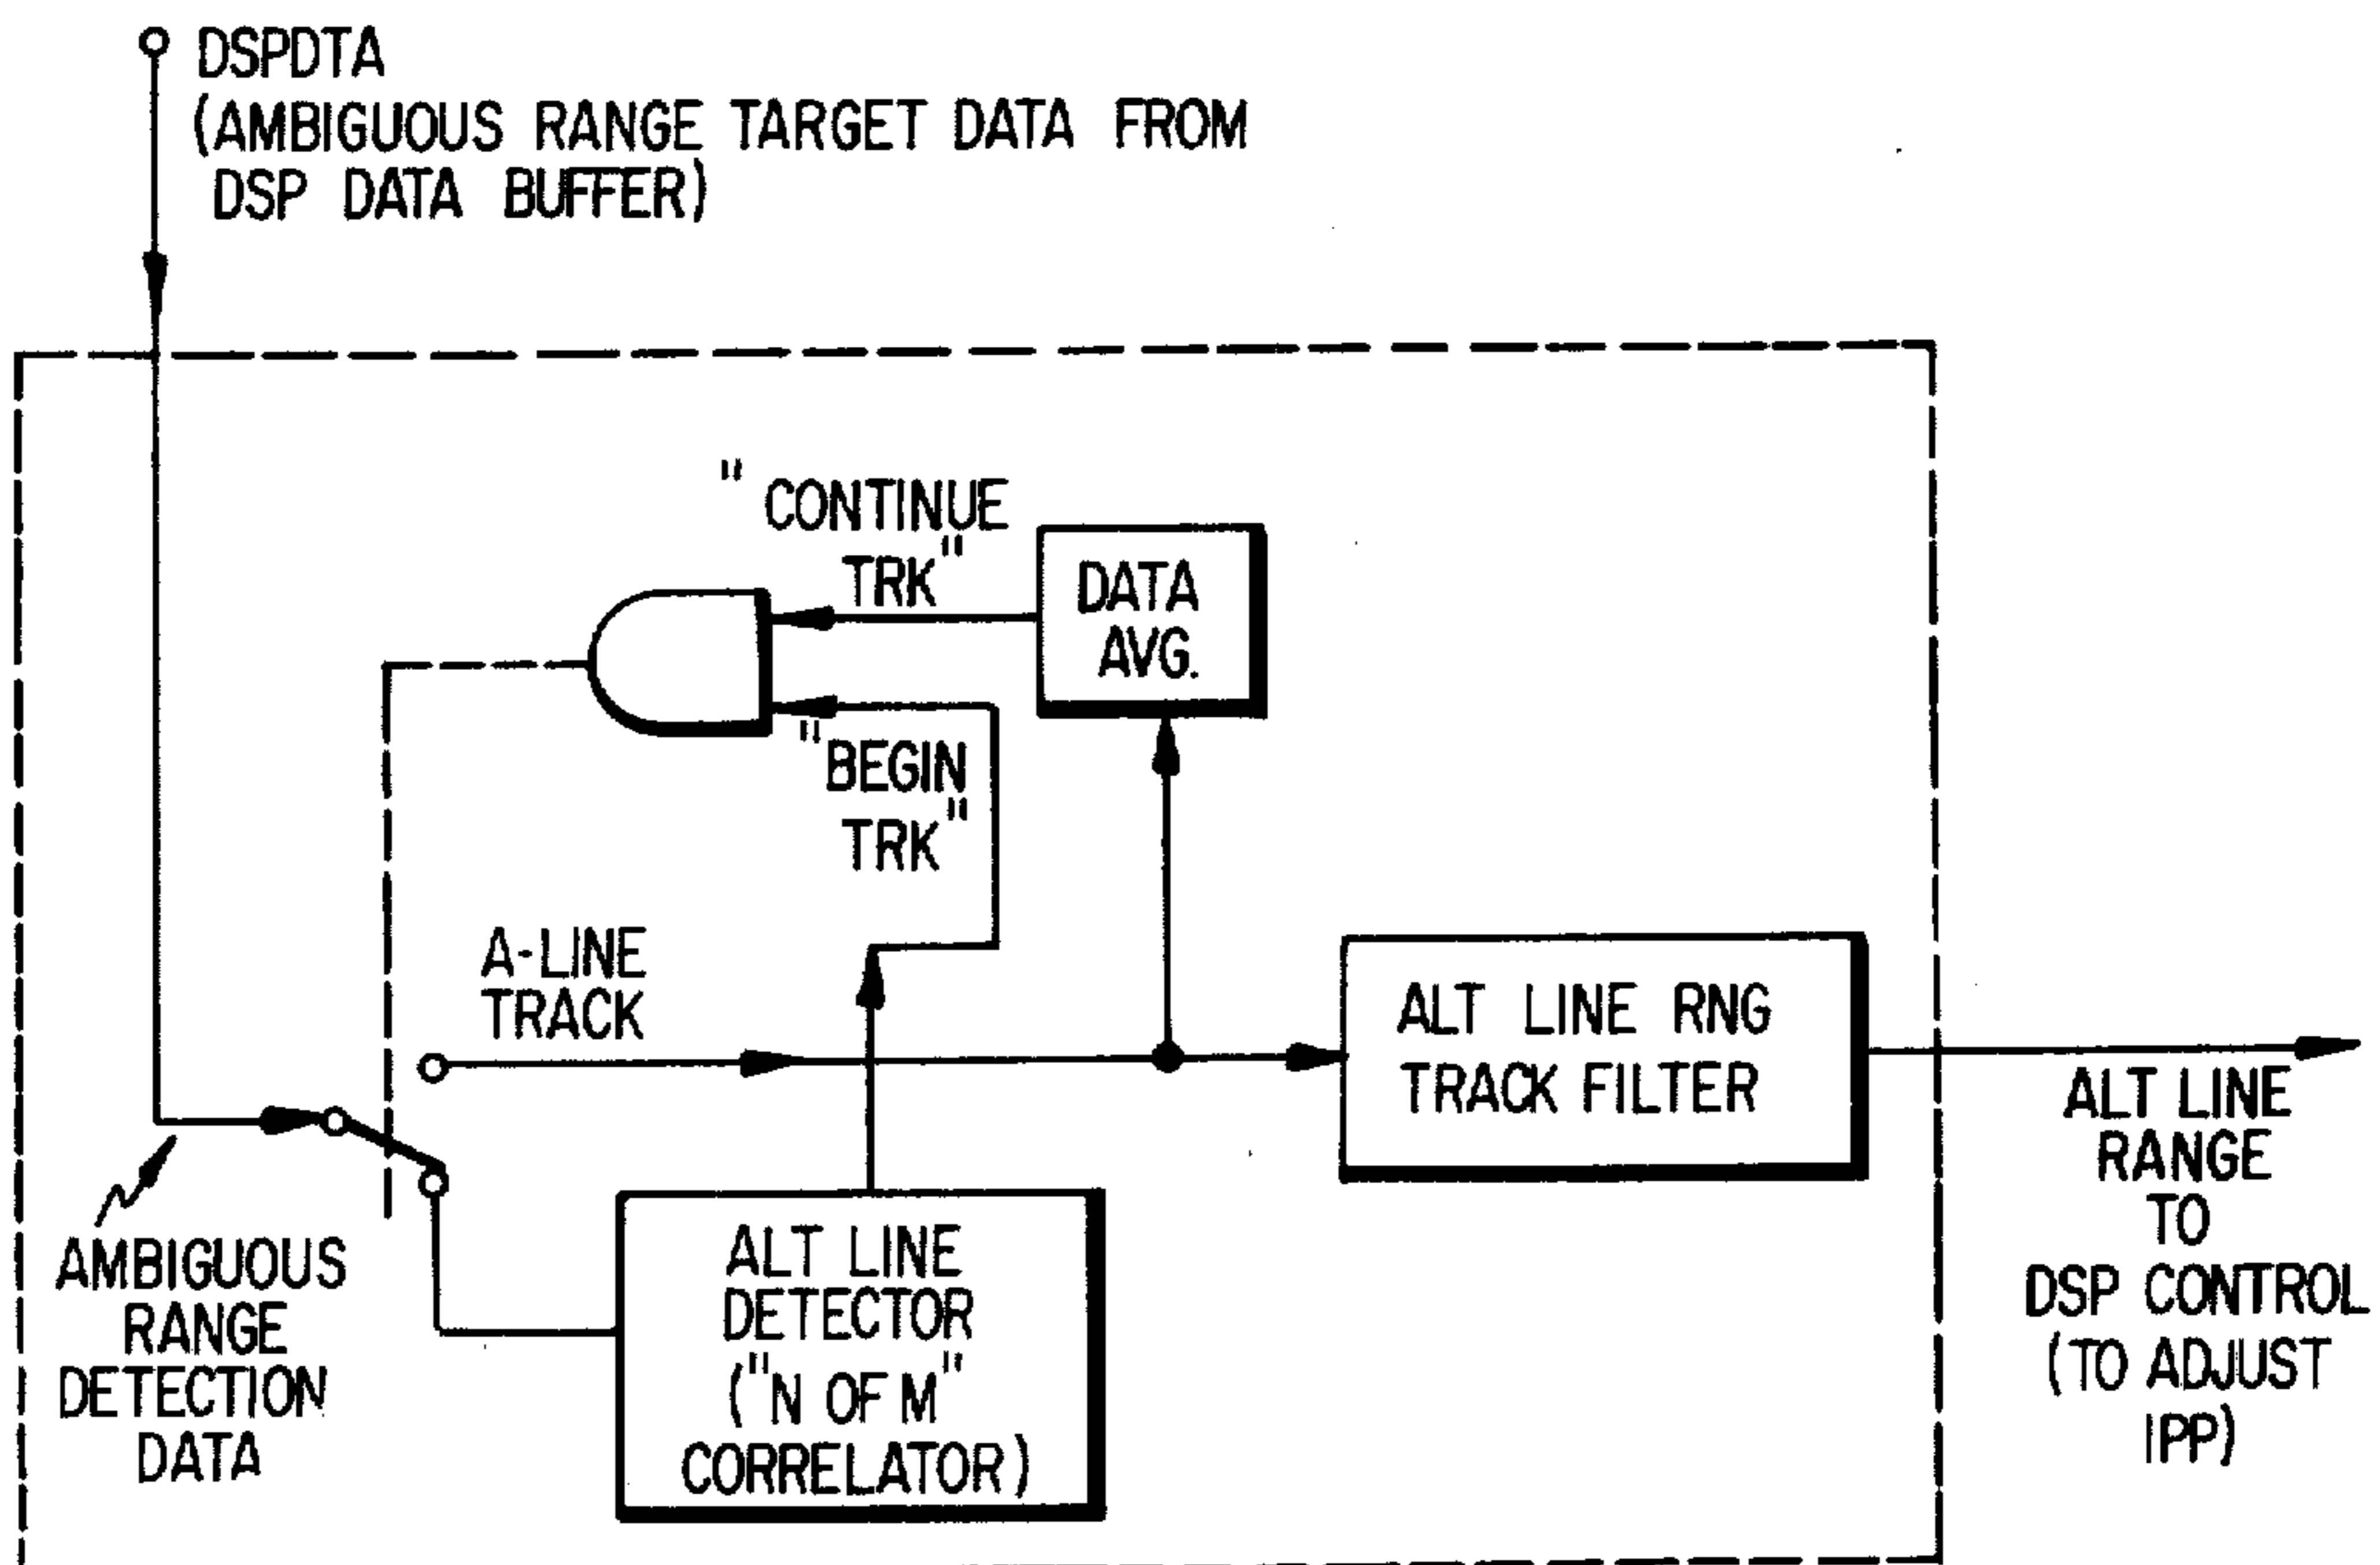 DSPDTA
(AMBIGUOUS RANGE TARGET DATA FROM
DSP DATA BUFFER)
"CONTINUE
TRK"
DATA
AVG.
"BEGIN
TRK"
A-LINE
TRACK
ALT LINE RNG
TRACK FILTER
ALT LINE
RANGE
TO
DSP CONTROL
(TO ADJUST
IPP)
AMBIGUOUS
RANGE
DETECTION
DATA
ALT LINE
DETECTOR
("N OF M"
CORRELATOR)